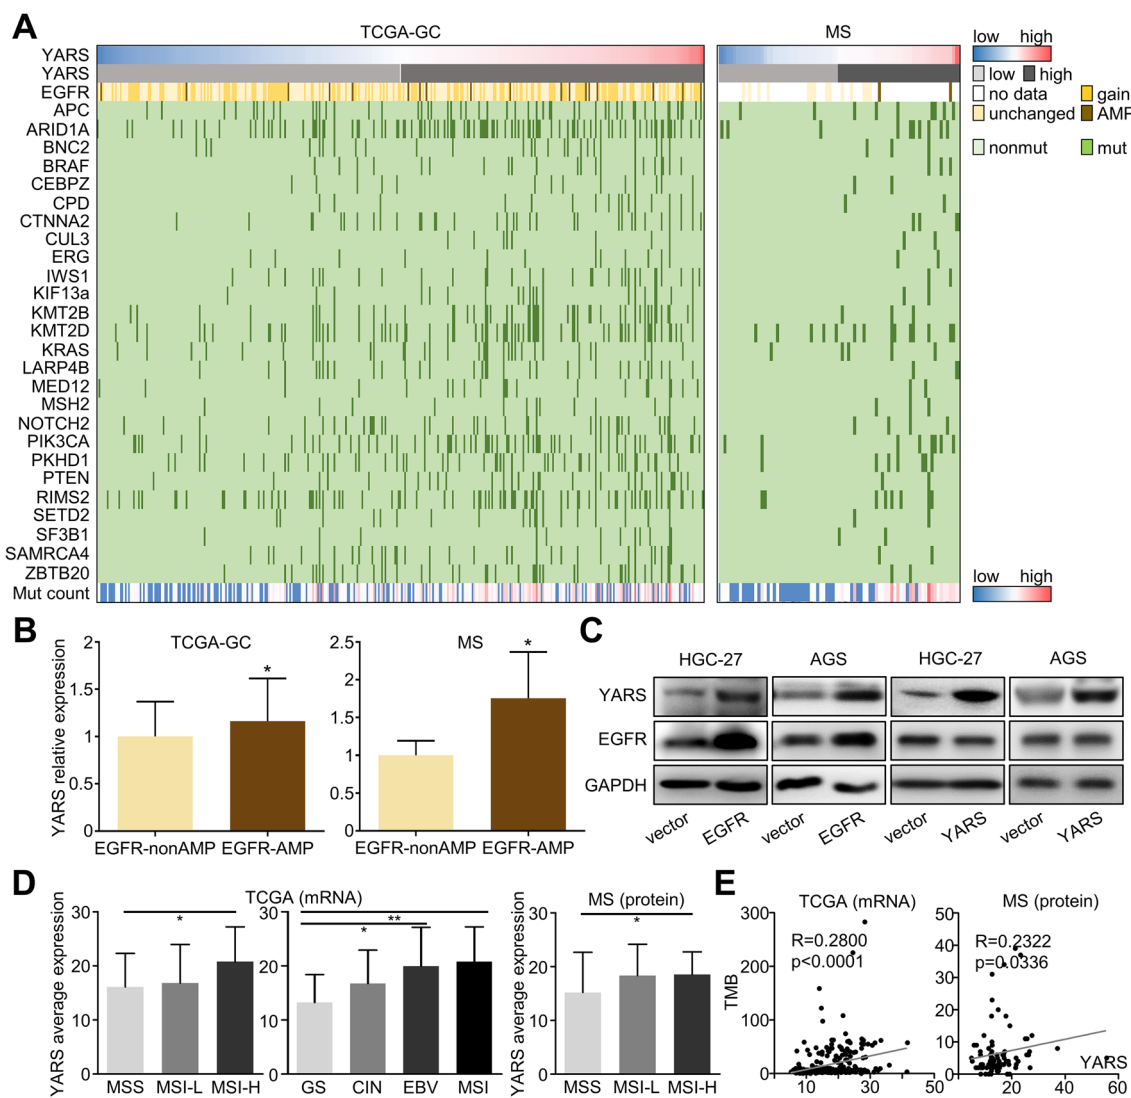 A
TCGA-GC
MS
YARS
YARS
EGFR
APC
ARID1A
BNC2
BRAF
CEBPZ
CPD
CTNNA2
CUL3
ERG
IWS1
KIF13a
KMT2B
KMT2D
KRAS
LARP4B
MED12
MSH2
NOTCH2
PIK3CA
PKHD1
PTEN
RIMS2
SETD2
SF3B1
SAMRCA4
ZBTB20
Mut count
low high
low high
no data gain
unchanged AMP
nonmut mut
low high
B
YARS relative expression
TCGA-GC
2
1.5
1
0.5
0
*
EGFR-nonAMP EGFR-AMP
MS
2.5
2
1.5
1
0.5
0
*
EGFR-nonAMP EGFR-AMP
C
HGC-27 AGS HGC-27 AGS
YARS
EGFR
GAPDH
vector EGFR vector EGFR vector YARS vector YARS
D
TCGA (mRNA)
YARS average expression
30
20
10
0
*
MSS MSI-L MSI-H
30
20
10
0
**
*
GS CIN EBV MSI
MS (protein)
YARS average expression
30
20
10
0
*
MSS MSI-L MSI-H
E
TCGA (mRNA)
TMB
300
200
100
0
R=0.2800
p<0.0001
10 30 50
MS (protein)
50
40
30
20
10
0
R=0.2322
p=0.0336
YARS
20 40 60